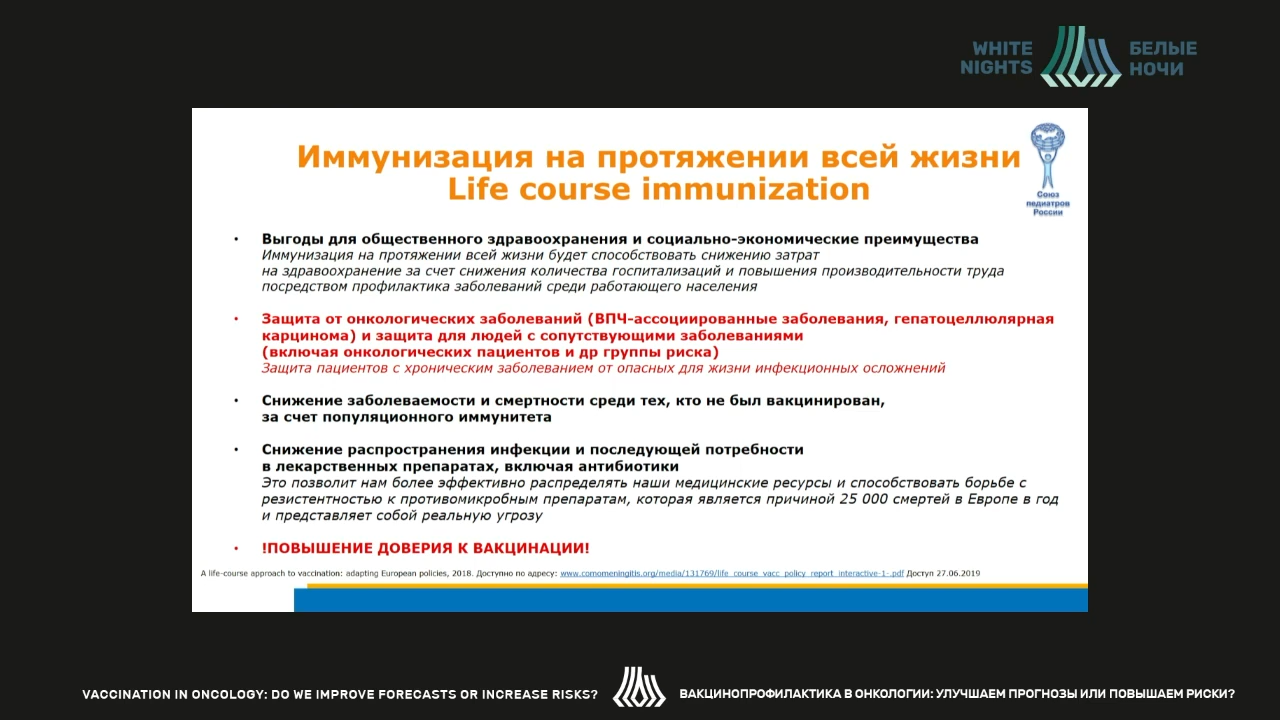 WHITE NIGHTS
БЕЛЫЕ НОЧИ
Иммунизация на протяжении всей жизни
Life course immunization
Союз
педиатров
России
• Выгоды для общественного здравоохранения и социально-экономические преимущества
Иммунизация на протяжении всей жизни будет способствовать снижению затрат
на здравоохранение за счет снижения количества госпитализаций и повышения производительности труда
посредством профилактика заболеваний среди работающего населения
• Защита от онкологических заболеваний (ВПЧ-ассоциированные заболевания, гепатоцеллюлярная
карцинома) и защита для людей с сопутствующими заболеваниями
(включая онкологических пациентов и др группы риска)
Защита пациентов с хроническим заболеванием от опасных для жизни инфекционных осложнений
• Снижение заболеваемости и смертности среди тех, кто не был вакцинирован,
за счет популяционного иммунитета
• Снижение распространения инфекции и последующей потребности
в лекарственных препаратах, включая антибиотики
Это позволит нам более эффективно распределять наши медицинские ресурсы и способствовать борьбе с
резистентностью к противомикробным препаратам, которая является причиной 25 000 смертей в Европе в год
и представляет собой реальную угрозу
• !ПОВЫШЕНИЕ ДОВЕРИЯ К ВАКЦИНАЦИИ!
A life-course approach to vaccination: adapting European policies, 2018. Доступно по адресу: www.comomeningitis.org/media/131769/life_course_vacc_policy_report_interactive-1-.pdf Доступ 27.06.2019
VACCINATION IN ONCOLOGY: DO WE IMPROVE FORECASTS OR INCREASE RISKS?
ВАКЦИНОПРОФИЛАКТИКА В ОНКОЛОГИИ: УЛУЧШАЕМ ПРОГНОЗЫ ИЛИ ПОВЫШАЕМ РИСКИ?